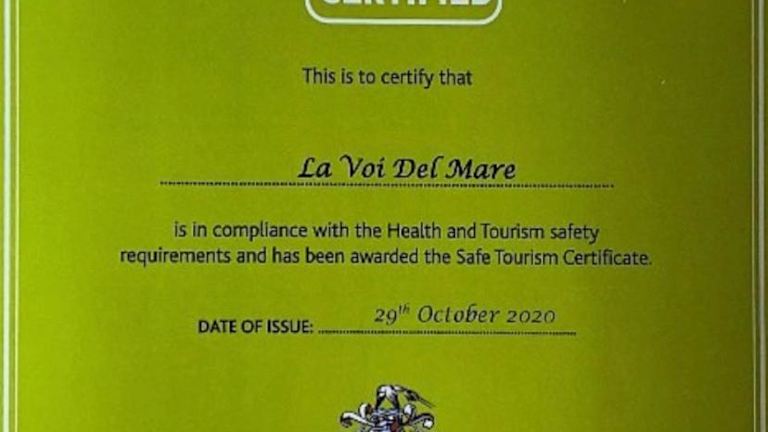 CERTIFIED
This is to certify that
La Voi Del Mare
is in compliance with the Health and Tourism safety
requirements and has been awarded the Safe Tourism Certificate.
29th October 2020
DATE OF ISSUE: